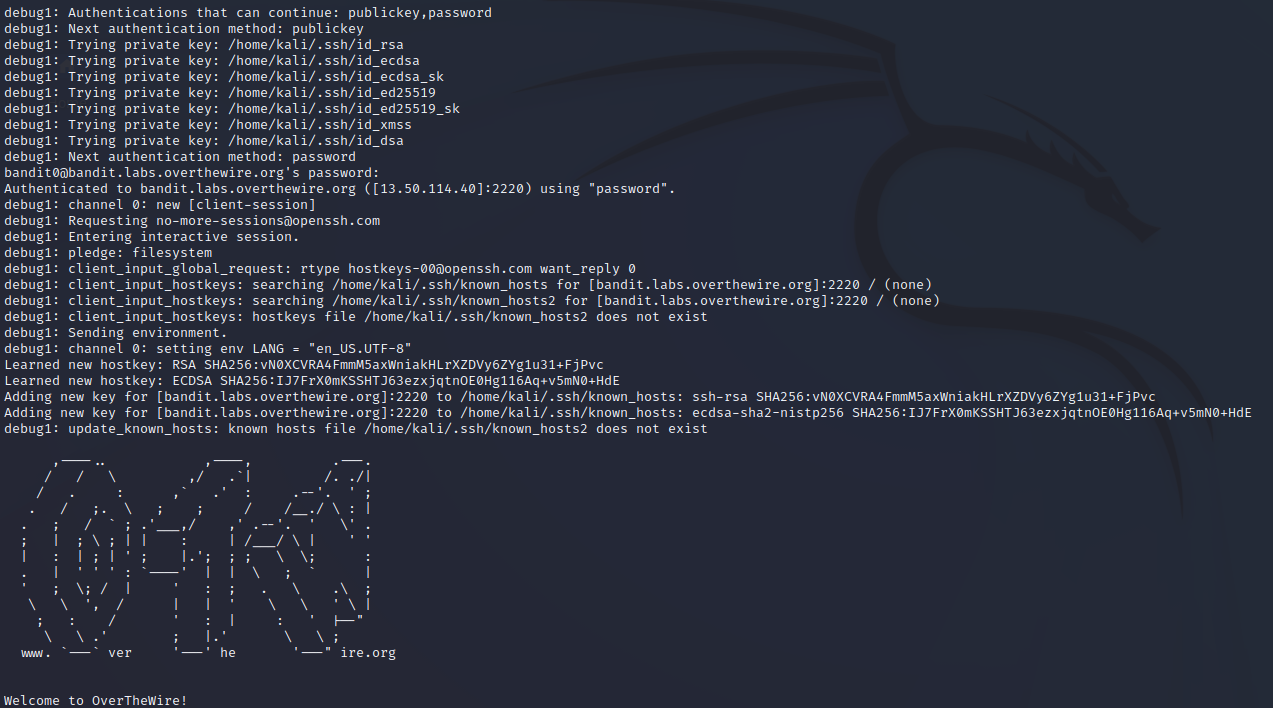 debug1: Authentications that can continue: publickey,password
debug1: Next authentication method: publickey
debug1: Trying private key: /home/kali/.ssh/id_rsa
debug1: Trying private key: /home/kali/.ssh/id_ecdsa
debug1: Trying private key: /home/kali/.ssh/id_ecdsa_sk
debug1: Trying private key: /home/kali/.ssh/id_ed25519
debug1: Trying private key: /home/kali/.ssh/id_ed25519_sk
debug1: Trying private key: /home/kali/.ssh/id_xmss
debug1: Trying private key: /home/kali/.ssh/id_dsa
debug1: Next authentication method: password
bandit0@bandit.labs.overthewire.org's password:
Authenticated to bandit.labs.overthewire.org ([13.50.114.40]:2220) using "password".
debug1: channel 0: new [client-session]
debug1: Requesting no-more-sessions@openssh.com
debug1: Entering interactive session.
debug1: pledge: filesystem
debug1: client_input_global_request: rtype hostkeys-00@openssh.com want_reply 0
debug1: client_input_hostkeys: searching /home/kali/.ssh/known_hosts for [bandit.labs.overthewire.org]:2220 / (none)
debug1: client_input_hostkeys: searching /home/kali/.ssh/known_hosts2 for [bandit.labs.overthewire.org]:2220 / (none)
debug1: client_input_hostkeys: hostkeys file /home/kali/.ssh/known_hosts2 does not exist
debug1: Sending environment.
debug1: channel 0: setting env LANG = "en_US.UTF-8"
Learned new hostkey: RSA SHA256:vN0XCVRA4FmmM5axWniakHLrXZDVy6ZYg1u31+FjPvc
Learned new hostkey: ECDSA SHA256:IJ7FrX0mKSSHTJ63ezxjqtnOE0Hg116Aq+v5mN0+HdE
Adding new key for [bandit.labs.overthewire.org]:2220 to /home/kali/.ssh/known_hosts: ssh-rsa SHA256:vN0XCVRA4FmmM5axWniakHLrXZDVy6ZYg1u31+FjPvc
Adding new key for [bandit.labs.overthewire.org]:2220 to /home/kali/.ssh/known_hosts: ecdsa-sha2-nistp256 SHA256:IJ7FrX0mKSSHTJ63ezxjqtnOE0Hg116Aq+v5mN0+HdE
debug1: update_known_hosts: known hosts file /home/kali/.ssh/known_hosts2 does not exist
www. ver he ire.org
Welcome to OverTheWire!